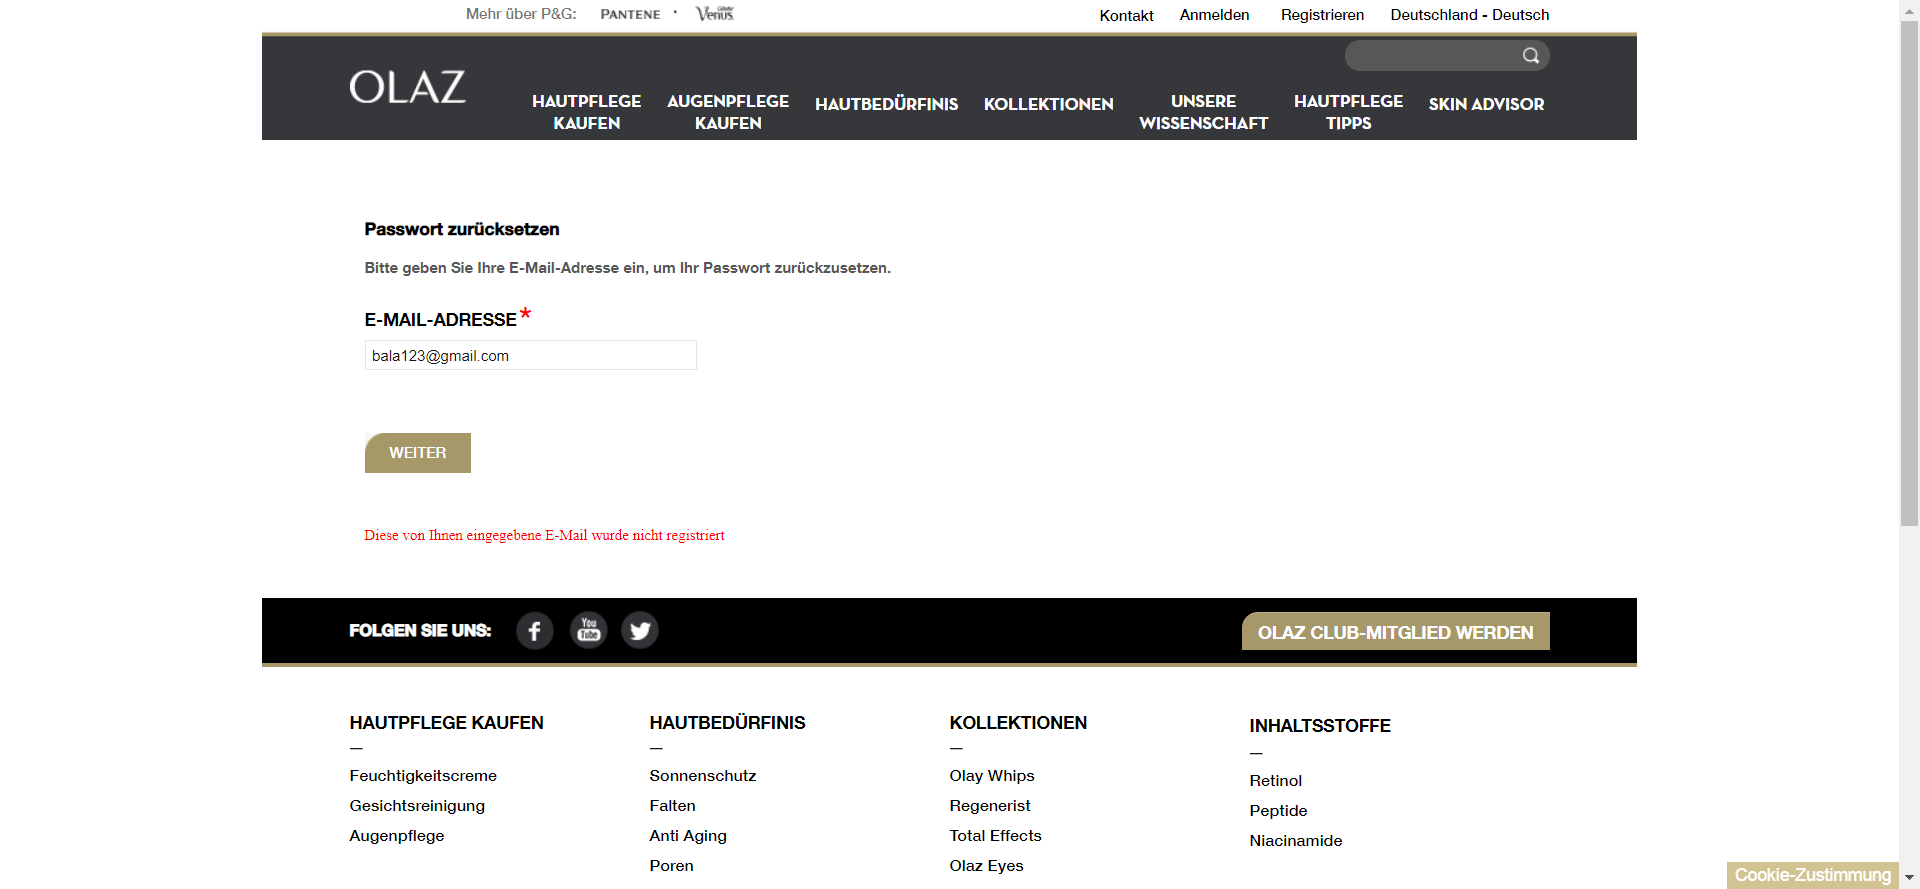 Mehr über P&G: PANTENE · Gillette Venus
Kontakt Anmelden Registrieren Deutschland - Deutsch
OLAZ
HAUTPFLEGE KAUFEN
AUGENPFLEGE KAUFEN
HAUTBEDÜRFINIS
KOLLEKTIONEN
UNSERE WISSENSCHAFT
HAUTPFLEGE TIPPS
SKIN ADVISOR
Passwort zurücksetzen
Bitte geben Sie Ihre E-Mail-Adresse ein, um Ihr Passwort zurückzusetzen.
E-MAIL-ADRESSE*
bala123@gmail.com
WEITER
Diese von Ihnen eingegebene E-Mail wurde nicht registriert
FOLGEN SIE UNS:
You Tube
OLAZ CLUB-MITGLIED WERDEN
HAUTPFLEGE KAUFEN
—
Feuchtigkeitscreme
Gesichtsreinigung
Augenpflege
HAUTBEDÜRFINIS
—
Sonnenschutz
Falten
Anti Aging
Poren
KOLLEKTIONEN
—
Olay Whips
Regenerist
Total Effects
Olaz Eyes
INHALTSSTOFFE
—
Retinol
Peptide
Niacinamide
Cookie-Zustimmung